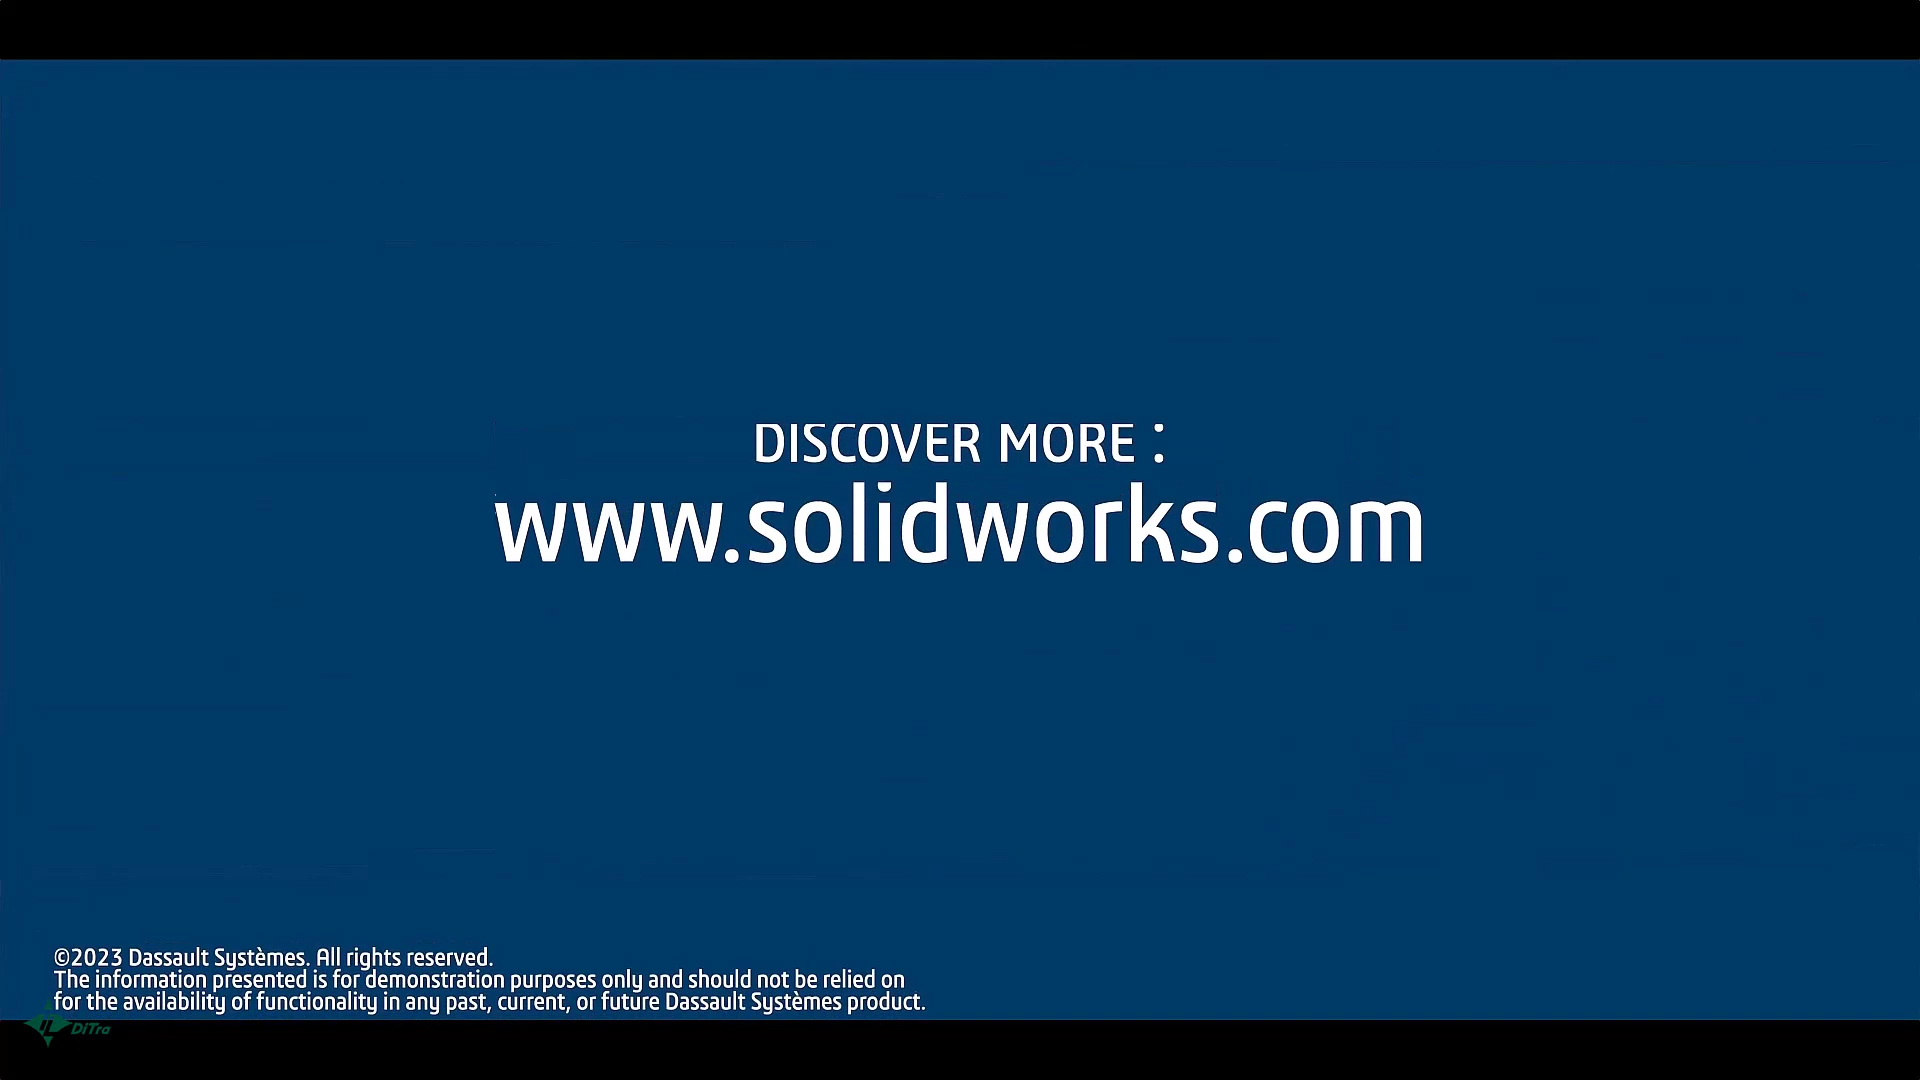 DISCOVER MORE :
www.solidworks.com
©2023 Dassault Systèmes. All rights reserved.
The information presented is for demonstration purposes only and should not be relied on
for the availability of functionality in any past, current, or future Dassault Systèmes product.
DiTra